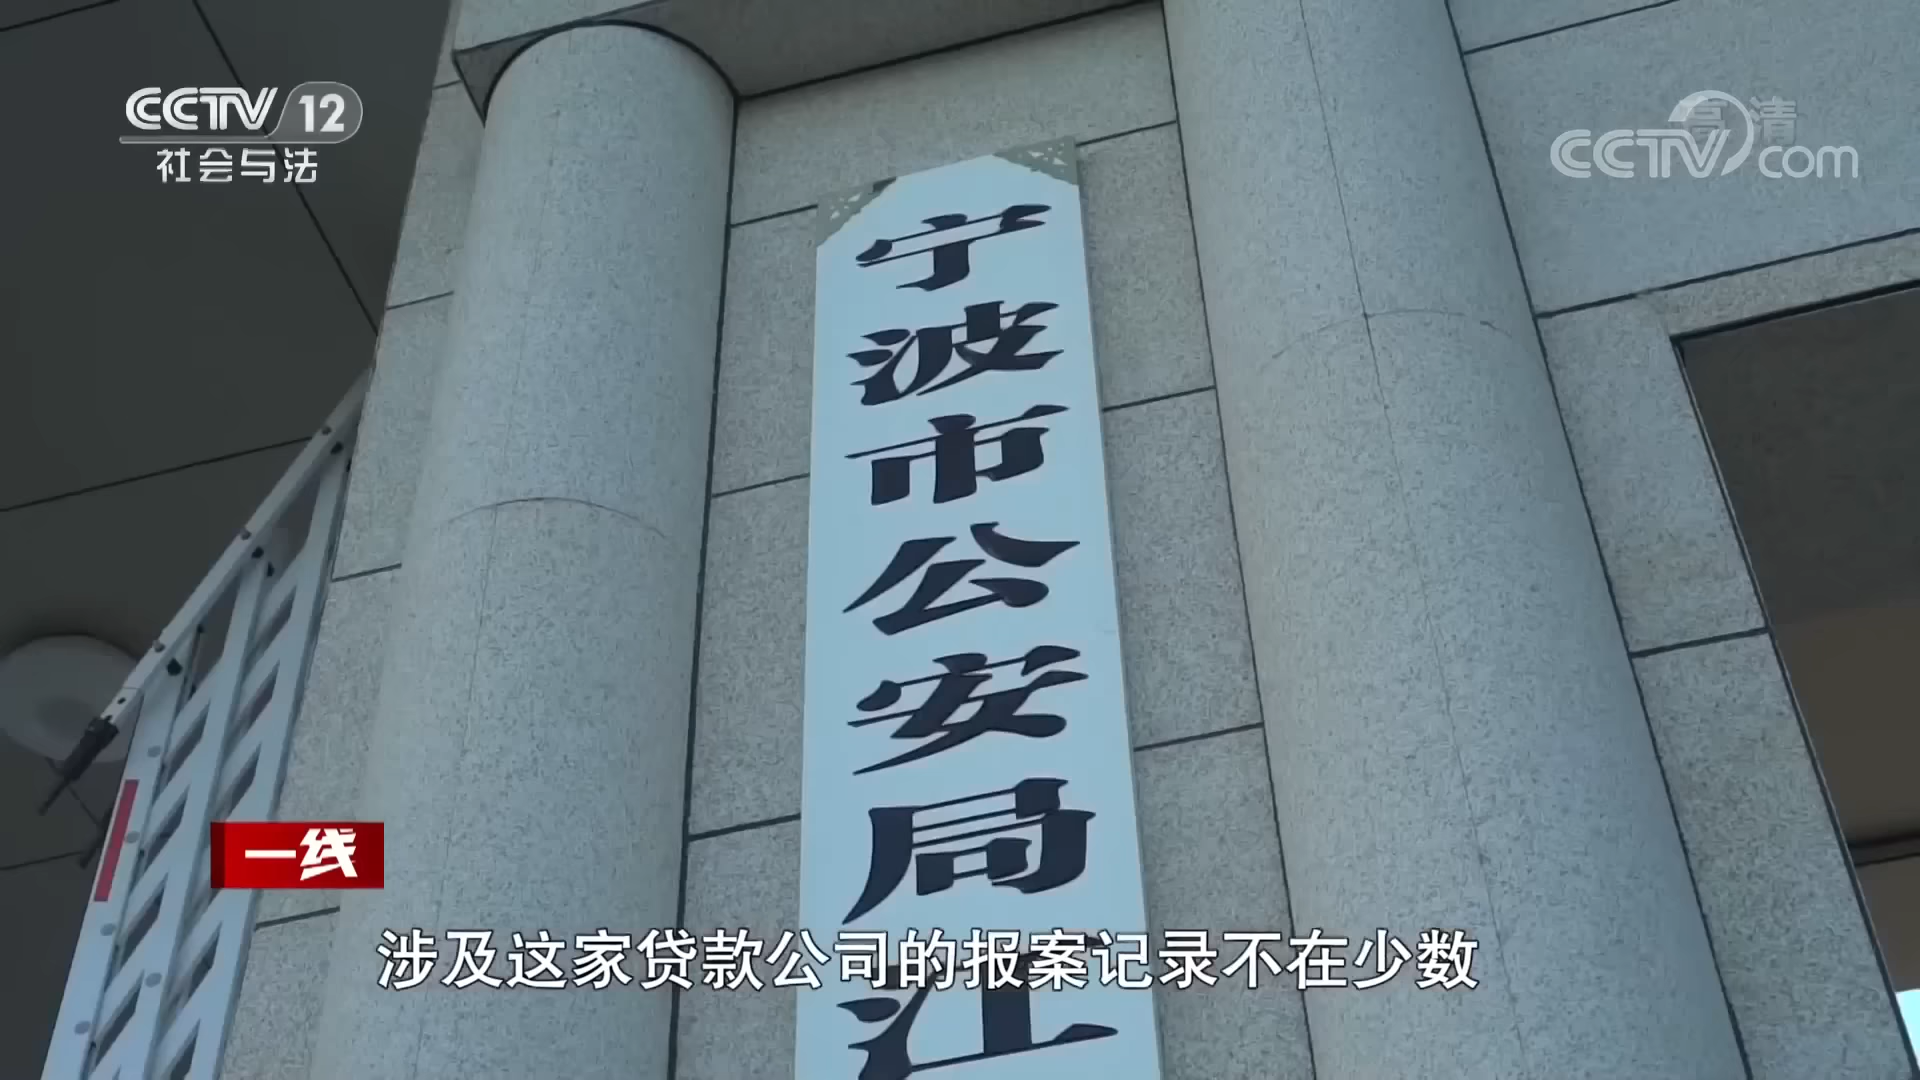 CCTV 12
社会与法
高清
CCTV com
宁波市公安局江
一线
涉及这家贷款公司的报案记录不在少数